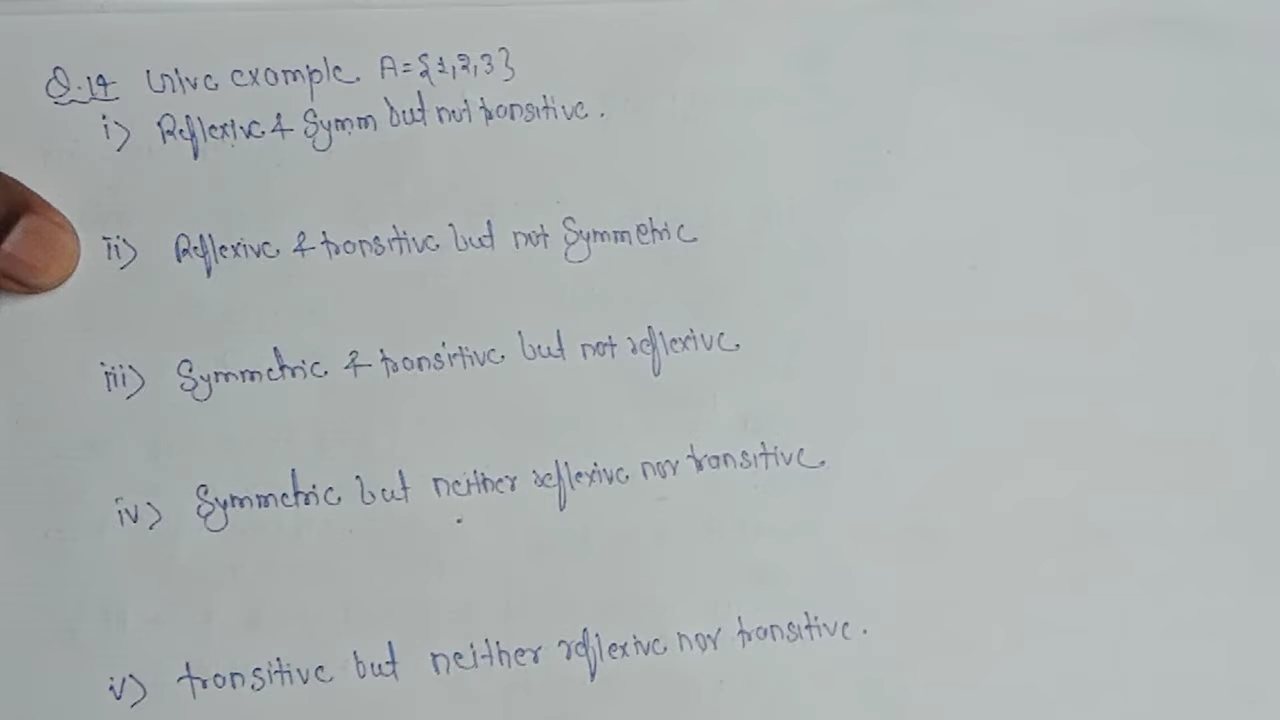 Q.14 Give example A={1,2,3}
i) Reflexive & Symm but not transitive.
ii) Reflexive & transitive but not Symmetric
iii) Symmetric & transitive but not reflexive
iv) Symmetric but neither reflexive nor transitive
v) transitive but neither reflexive nor transitive.